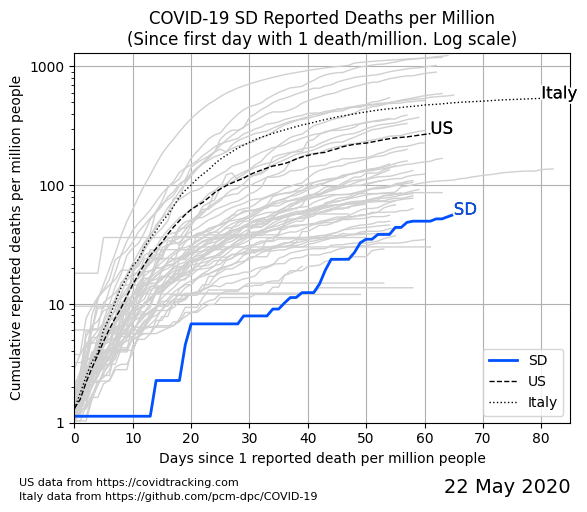 COVID-19 SD Reported Deaths per Million
(Since first day with 1 death/million. Log scale)
Cumulative reported deaths per million people
1000
100
10
1
Italy
US
SD
SD
US
Italy
0 10 20 30 40 50 60 70 80
Days since 1 reported death per million people
US data from https://covidtracking.com
Italy data from https://github.com/pcm-dpc/COVID-19
22 May 2020